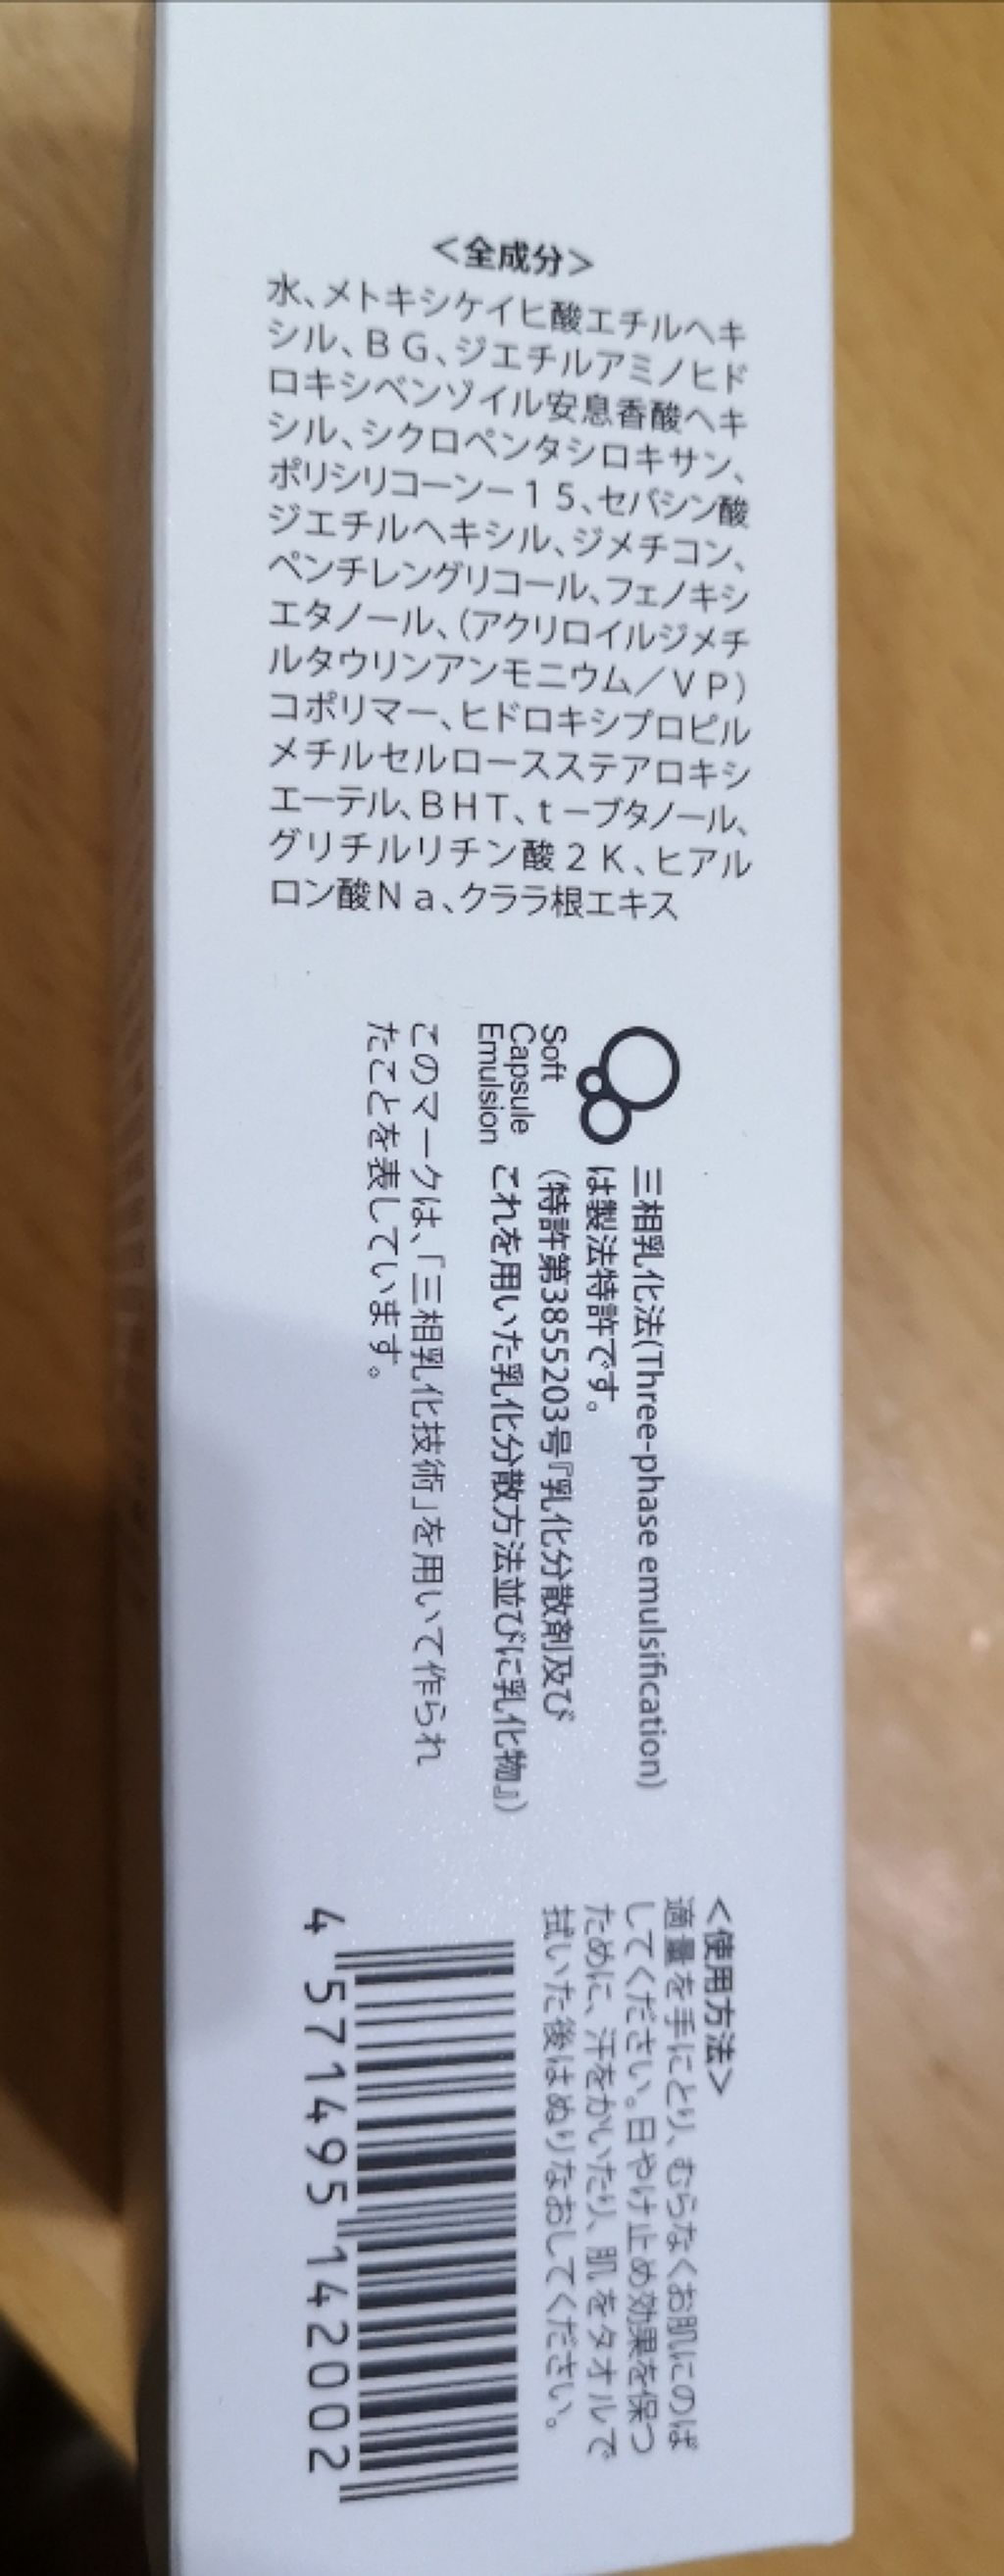 ＜全成分＞
水、メトキシケイヒ酸エチルヘキ
シル、ＢＧ、ジエチルアミノヒド
ロキシベンゾイル安息香酸ヘキ
シル、シクロペンタシロキサン、
ポリシリコーン－１５、セバシン酸
ジエチルヘキシル、ジメチコン、
ペンチレングリコール、フェノキシ
エタノール、（アクリロイルジメチ
ルタウリンアンモニウム／ＶＰ）
コポリマー、ヒドロキシプロピル
メチルセルロースステアロキシ
エーテル、ＢＨＴ、ｔ－ブタノール、
グリチルリチン酸２Ｋ、ヒアル
ロン酸Ｎａ、クララ根エキス
Soft
Capsule
Emulsion
三相乳化法(Three-phase emulsification)
は製法特許です。
(特許第3855203号『乳化分散剤及び
これを用いた乳化分散方法並びに乳化物』)
このマークは、「三相乳化技術」を用いて作られ
たことを表しています。
＜使用方法＞
適量を手にとり、むらなくお肌にのば
してください。日やけ止め効果を保つ
ために、汗をかいたり、肌をタオルで
拭いた後はぬりなおしてください。
4 571495 142002